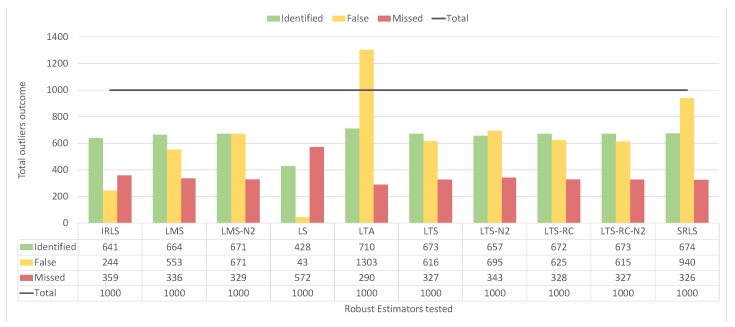 Identified False Missed Total
1400
1200
1000
800
600
400
200
0
Total outliers outcome
IRLS LMS LMS-N2 LS LTA LTS LTS-N2 LTS-RC LTS-RC-N2 SRLS
Identified 641 664 671 428 710 673 657 672 673 674
False 244 553 671 43 1303 616 695 625 615 940
Missed 359 336 329 572 290 327 343 328 327 326
Total 1000 1000 1000 1000 1000 1000 1000 1000 1000 1000
Robust Estimators tested